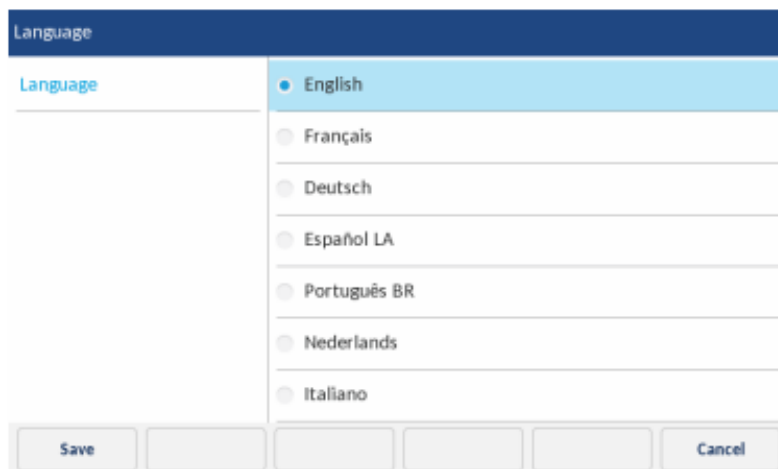 Language
Language
English
Français
Deutsch
Español LA
Português BR
Nederlands
Italiano
Save
Cancel